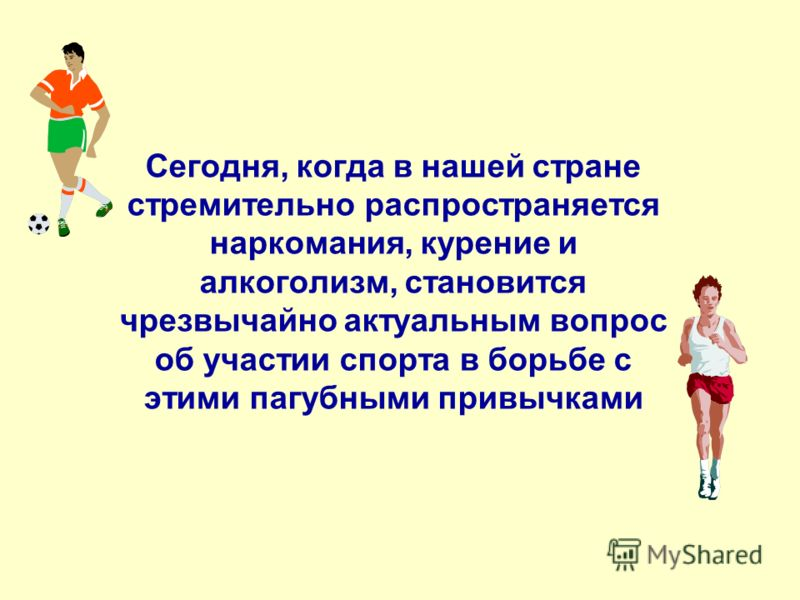 Сегодня, когда в нашей стране
стремительно распространяется
наркомания, курение и
алкоголизм, становится
чрезвычайно актуальным вопрос
об участии спорта в борьбе с
этими пагубными привычками
MyShared